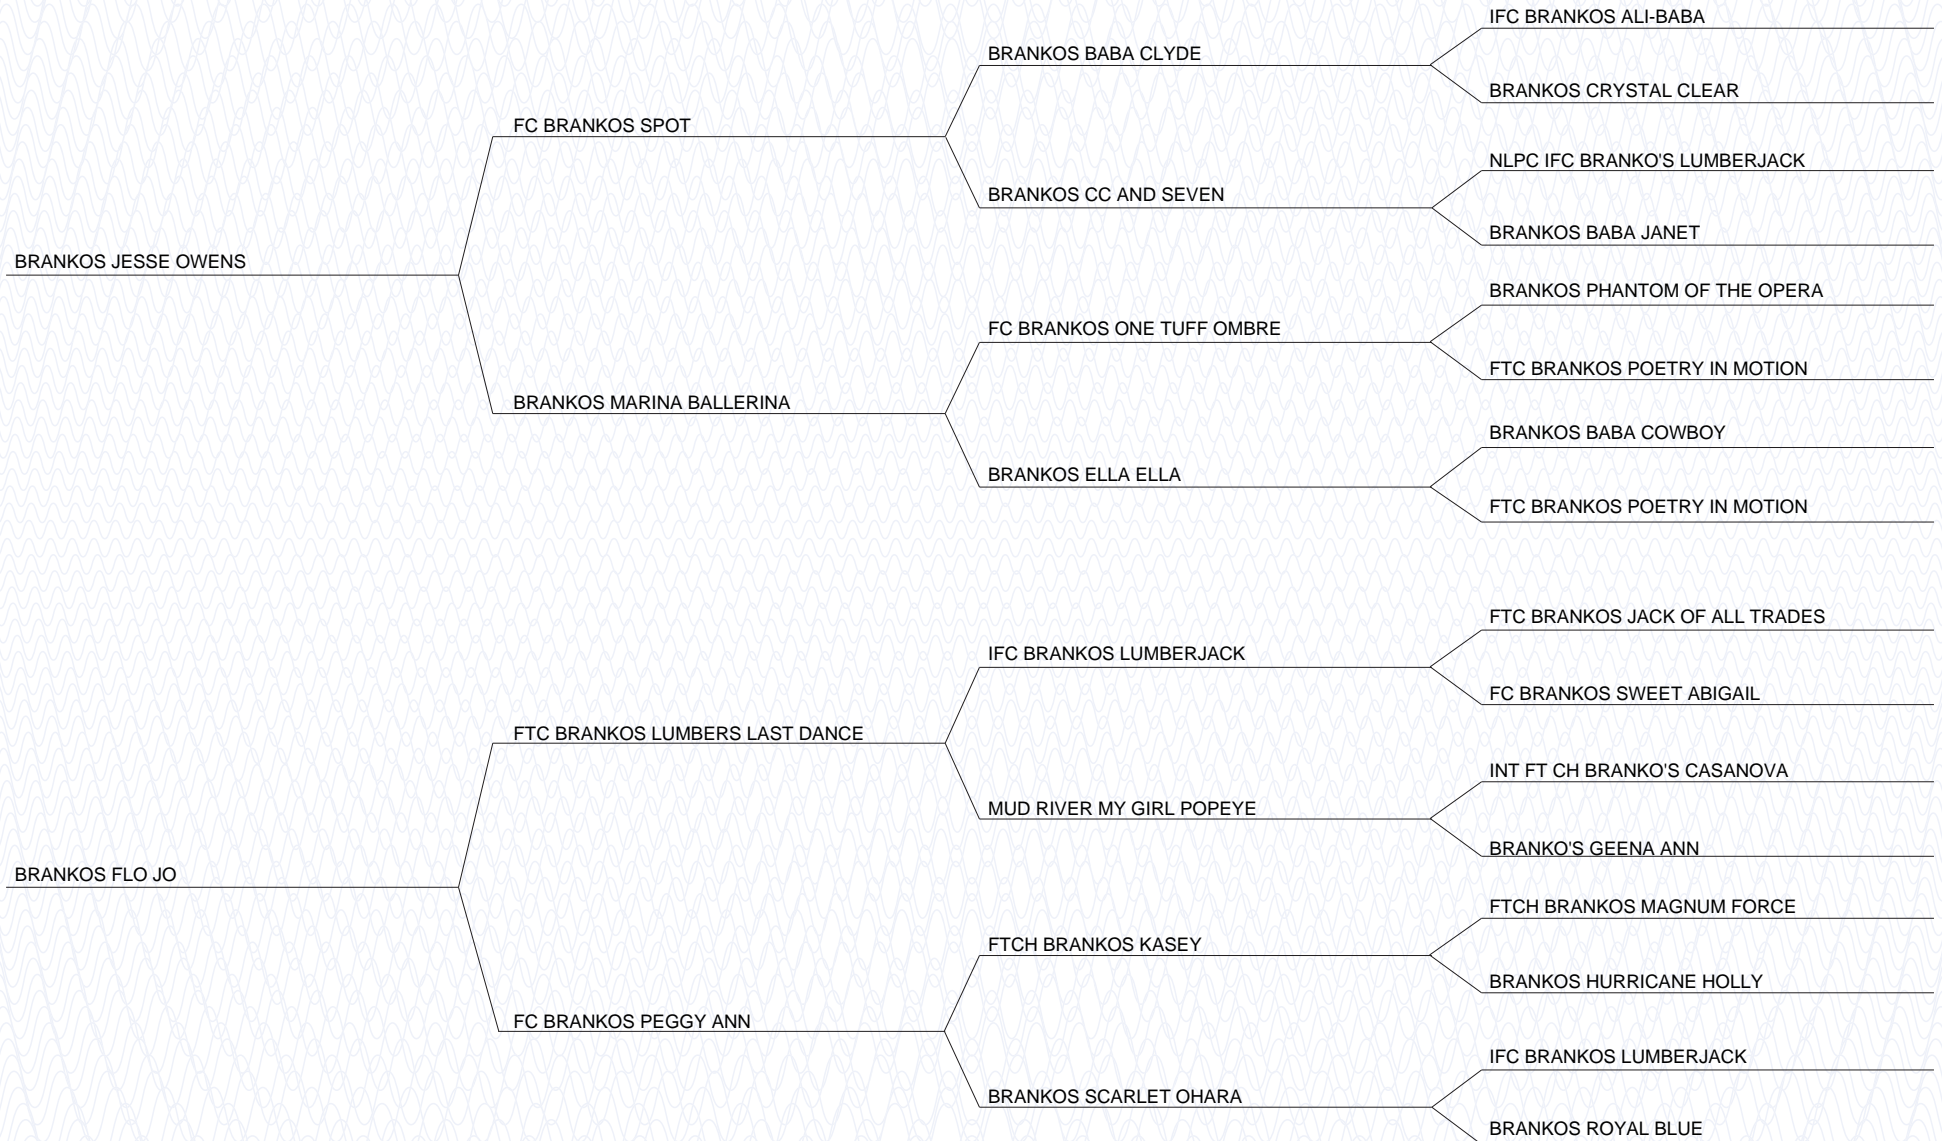 IFC BRANKOS ALI-BABA
BRANKOS BABA CLYDE
BRANKOS CRYSTAL CLEAR
FC BRANKOS SPOT
NLPC IFC BRANKO'S LUMBERJACK
BRANKOS CC AND SEVEN
BRANKOS BABA JANET
BRANKOS JESSE OWENS
BRANKOS PHANTOM OF THE OPERA
FC BRANKOS ONE TUFF OMBRE
FTC BRANKOS POETRY IN MOTION
BRANKOS MARINA BALLERINA
BRANKOS BABA COWBOY
BRANKOS ELLA ELLA
FTC BRANKOS POETRY IN MOTION
FTC BRANKOS JACK OF ALL TRADES
IFC BRANKOS LUMBERJACK
FC BRANKOS SWEET ABIGAIL
FTC BRANKOS LUMBERS LAST DANCE
INT FT CH BRANKO'S CASANOVA
MUD RIVER MY GIRL POPEYE
BRANKO'S GEENA ANN
BRANKOS FLO JO
FTCH BRANKOS MAGNUM FORCE
FTCH BRANKOS KASEY
BRANKOS HURRICANE HOLLY
FC BRANKOS PEGGY ANN
IFC BRANKOS LUMBERJACK
BRANKOS SCARLET OHARA
BRANKOS ROYAL BLUE